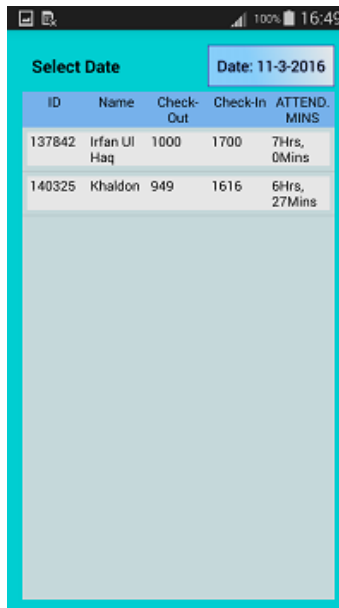 100% 16:49
Select Date Date: 11-3-2016
ID Name Check-Out Check-In ATTEND. MINS
137842 Irfan Ul Haq 1000 1700 7Hrs, 0Mins
140325 Khaldon 949 1616 6Hrs, 27Mins